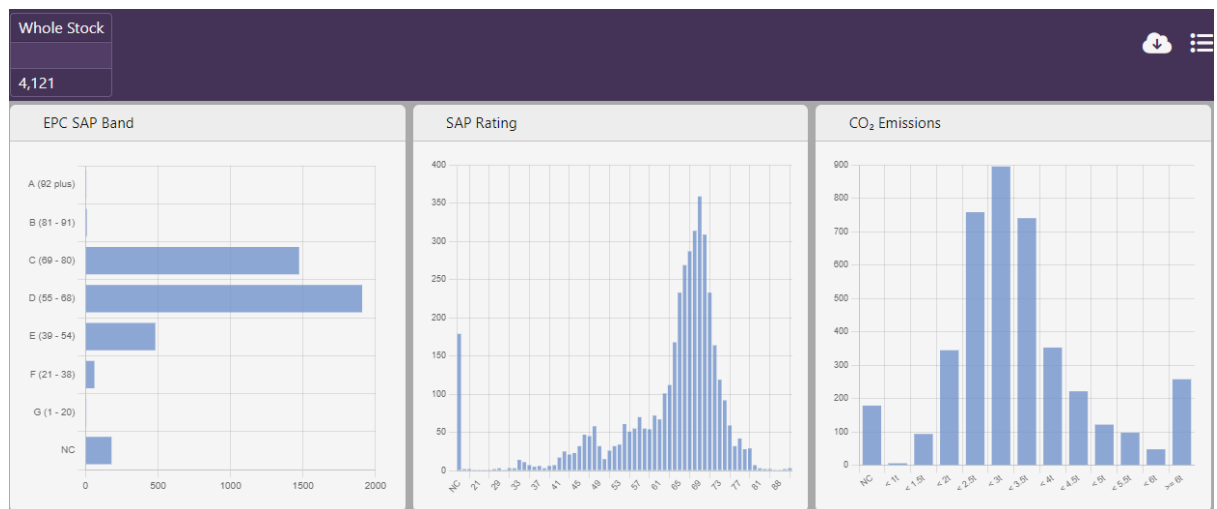 Whole Stock
4,121
EPC SAP Band
A (92 plus)
B (81 - 91)
C (69 - 80)
D (55 - 68)
E (39 - 54)
F (21 - 38)
G (1 - 20)
NC
0 500 1000 1500 2000
SAP Rating
400
350
300
250
200
150
100
50
0
NC 21 29 33 37 41 45 49 53 57 61 65 69 73 77 81 88
CO₂ Emissions
900
800
700
600
500
400
300
200
100
0
NC < 1t < 1.5t < 2t < 2.5t < 3t < 3.5t < 4t < 4.5t < 5t < 5.5t < 6t >= 6t